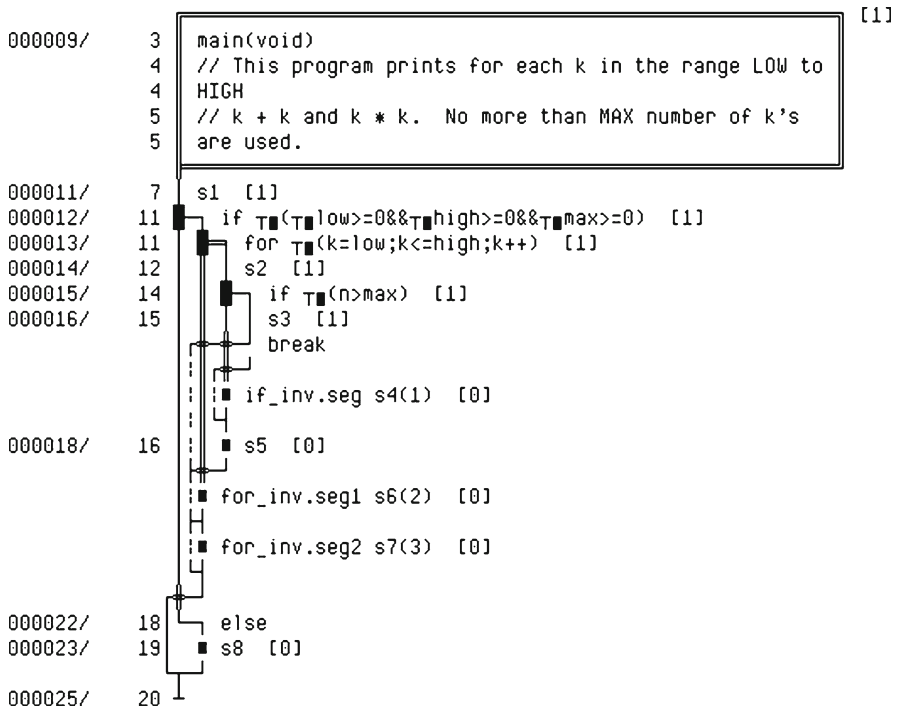 [1]
000009/ 3 main(void)
4 // This program prints for each k in the range LOW to
4 HIGH
5 // k + k and k * k. No more than MAX number of k's
5 are used.
000011/ 7 s1 [1]
000012/ 11 if ┬■(┬■low>=0&&┬■high>=0&&┬■max>=0) [1]
000013/ 11 for ┬■(k=low;k<=high;k++) [1]
000014/ 12 s2 [1]
000015/ 14 if ┬■(n>max) [1]
000016/ 15 s3 [1]
break
if_inv.seg s4(1) [0]
000018/ 16 s5 [0]
for_inv.seg1 s6(2) [0]
for_inv.seg2 s7(3) [0]
000022/ 18 else
000023/ 19 s8 [0]
000025/ 20